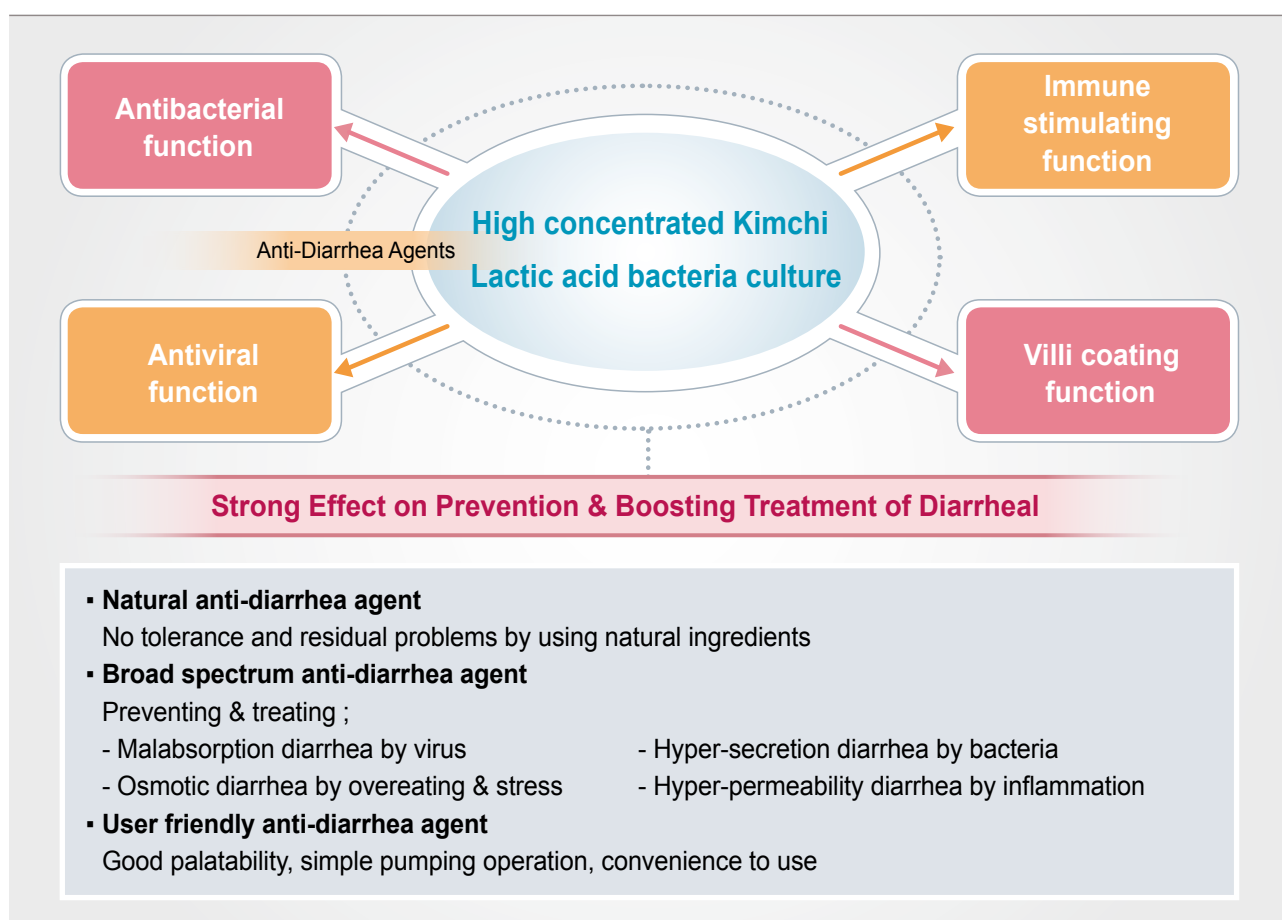 Antibacterial
function
Immune
stimulating
function
High concentrated Kimchi
Lactic acid bacteria culture
Anti-Diarrhea Agents
Antiviral
function
Villi coating
function
Strong Effect on Prevention & Boosting Treatment of Diarrheal
▪ Natural anti-diarrhea agent
No tolerance and residual problems by using natural ingredients
▪ Broad spectrum anti-diarrhea agent
Preventing & treating ;
- Malabsorption diarrhea by virus - Hyper-secretion diarrhea by bacteria
- Osmotic diarrhea by overeating & stress - Hyper-permeability diarrhea by inflammation
▪ User friendly anti-diarrhea agent
Good palatability, simple pumping operation, convenience to use